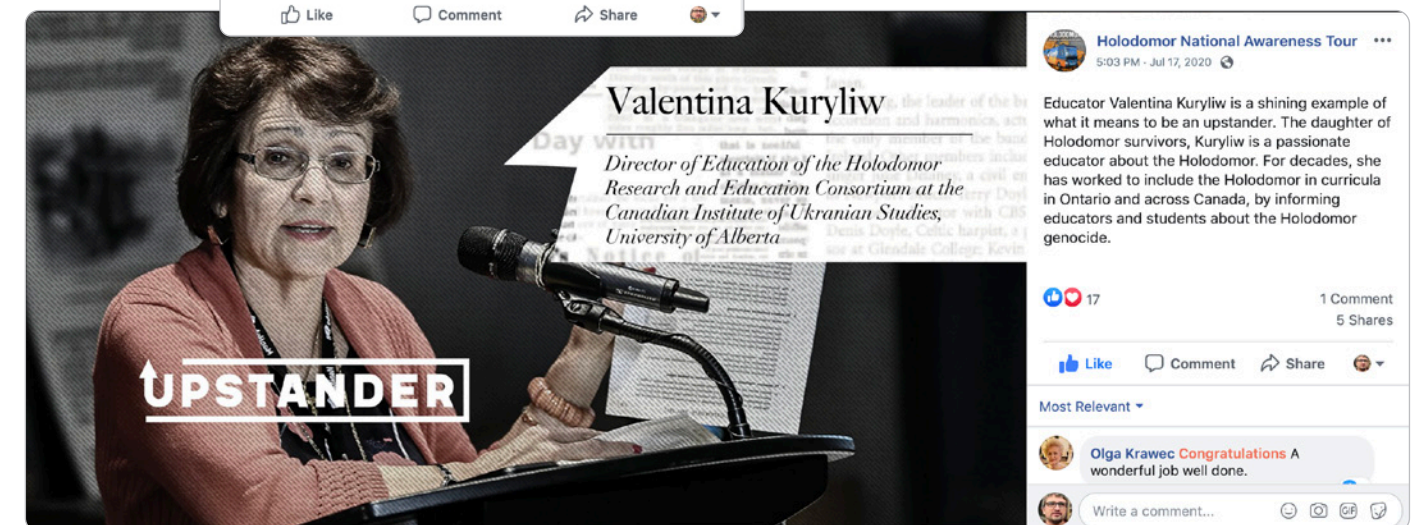 Like Comment Share
Valentina Kuryliw
Director of Education of the Holodomor
Research and Education Consortium at the
Canadian Institute of Ukranian Studies,
University of Alberta
Day with
Notice of
UPSTANDER
Holodomor National Awareness Tour
5:03 PM · Jul 17, 2020
Educator Valentina Kuryliw is a shining example of
what it means to be an upstander. The daughter of
Holodomor survivors, Kuryliw is a passionate
educator about the Holodomor. For decades, she
has worked to include the Holodomor in curricula
in Ontario and across Canada, by informing
educators and students about the Holodomor
genocide.
17
1 Comment
5 Shares
Like Comment Share
Most Relevant
Olga Krawec Congratulations A
wonderful job well done.
Write a comment...
GIF